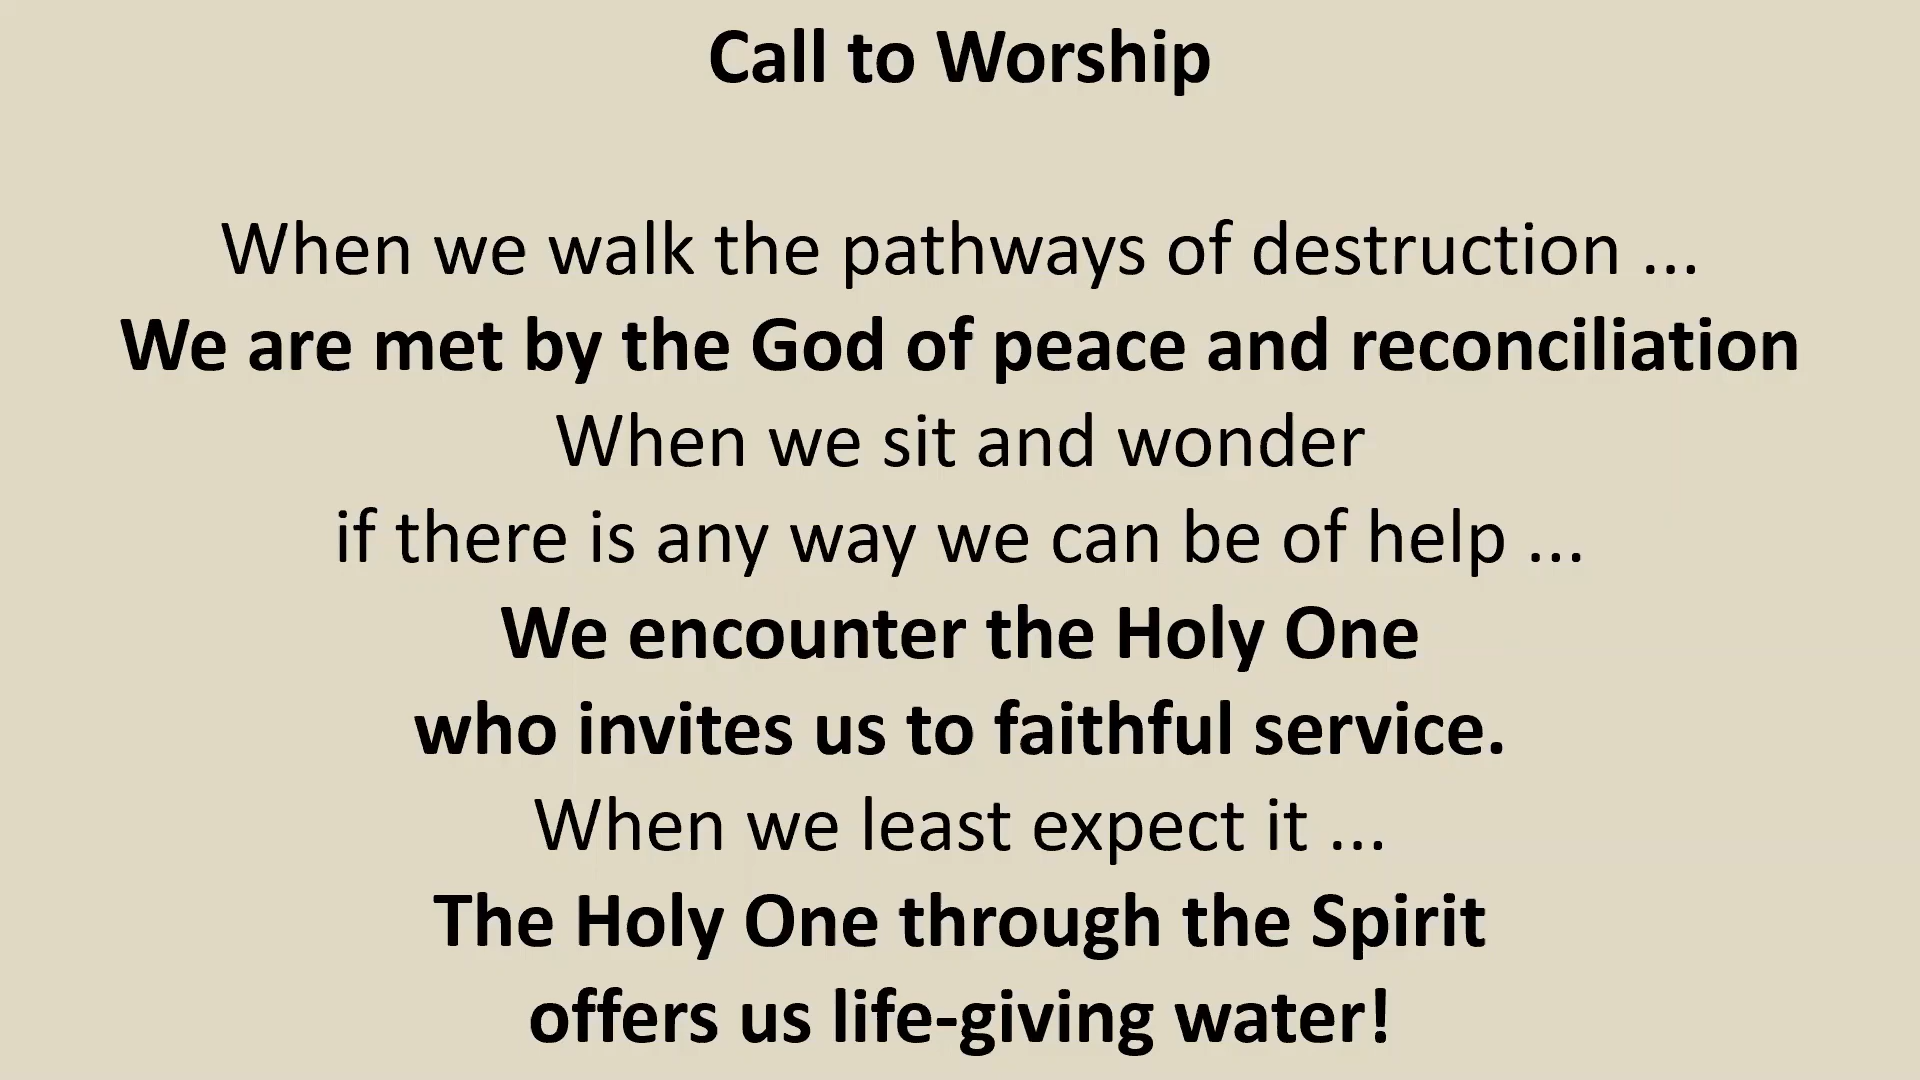 Call to Worship
When we walk the pathways of destruction ...
We are met by the God of peace and reconciliation
When we sit and wonder
if there is any way we can be of help ...
We encounter the Holy One
who invites us to faithful service.
When we least expect it ...
The Holy One through the Spirit
offers us life-giving water!